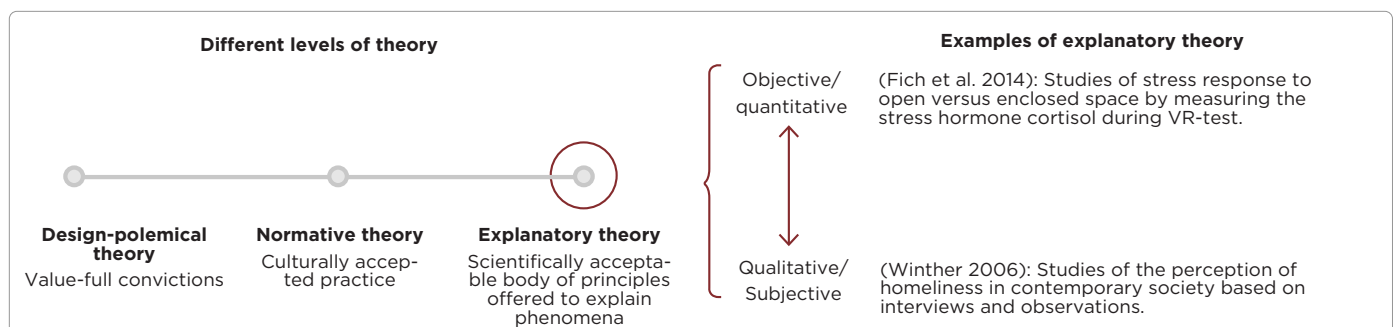 Different levels of theory
Design-polemical
theory
Value-full convictions
Normative theory
Culturally accep-
ted practice
Explanatory theory
Scientifically accepta-
ble body of principles
offered to explain
phenomena
Examples of explanatory theory
Objective/
quantitative
(Fich et al. 2014): Studies of stress response to
open versus enclosed space by measuring the
stress hormone cortisol during VR-test.
Qualitative/
Subjective
(Winther 2006): Studies of the perception of
homeliness in contemporary society based on
interviews and observations.